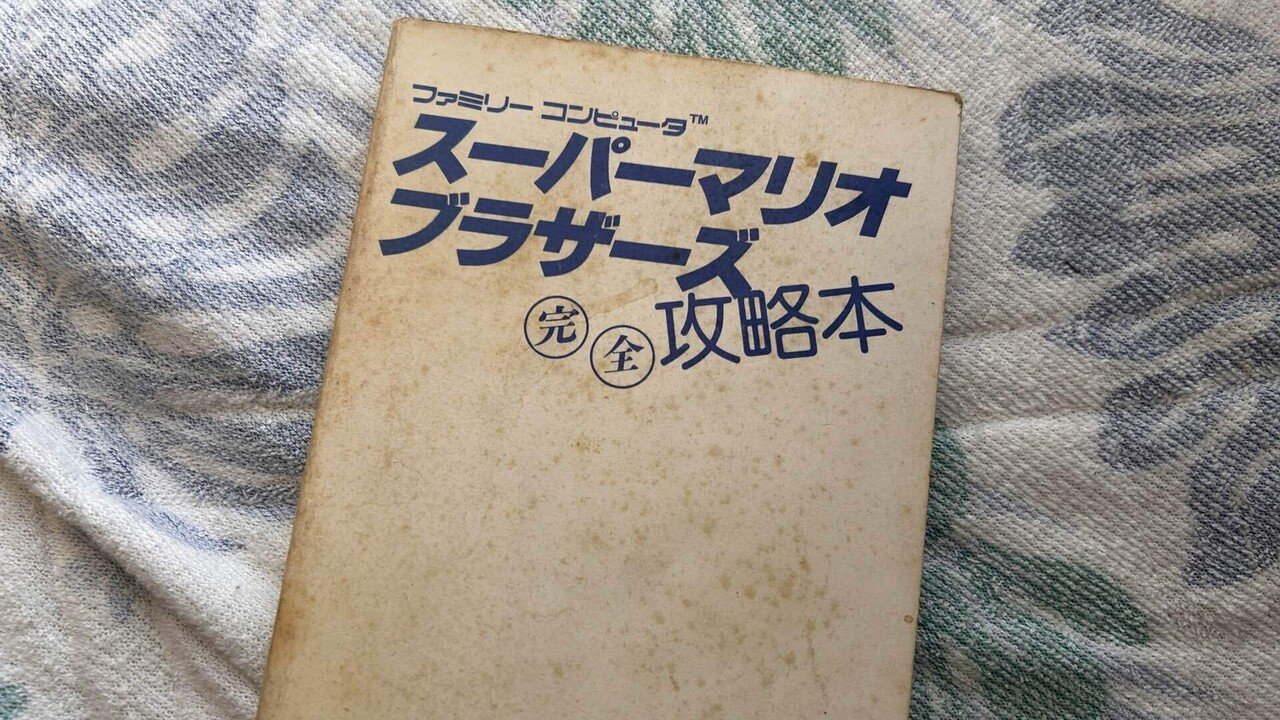 ファミリー コンピュータ™
スーパーマリオ
ブラザーズ
完全攻略本